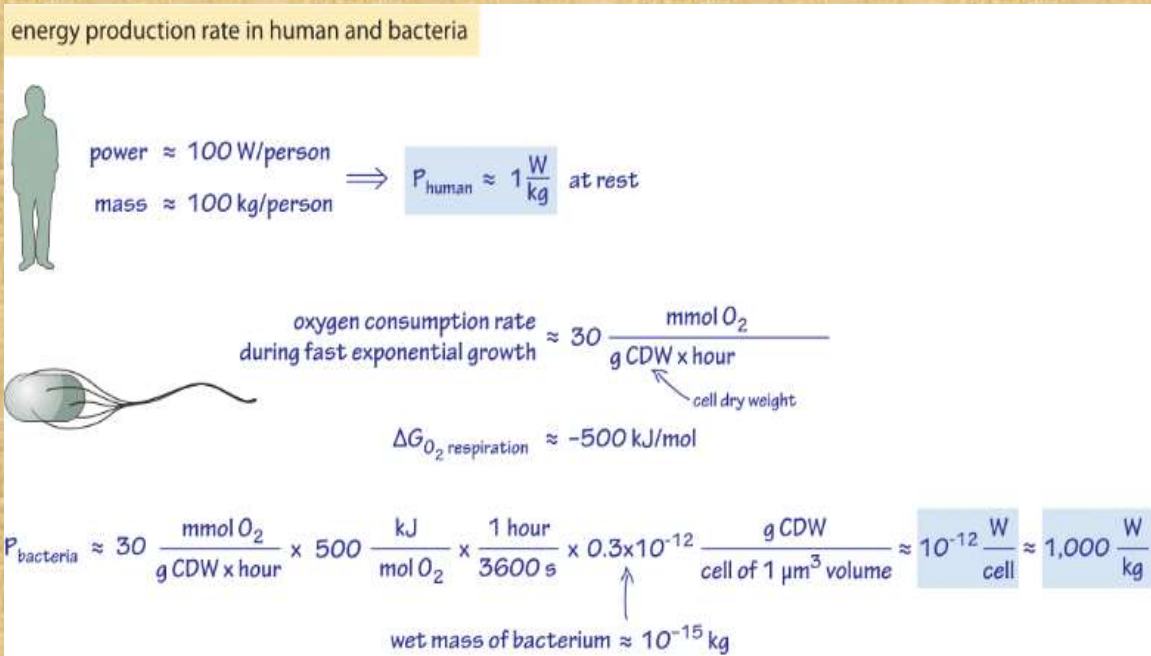 energy production rate in human and bacteria
power ≈ 100 W/person
mass ≈ 100 kg/person
⟹ P_human ≈ 1 W/kg at rest
oxygen consumption rate
during fast exponential growth ≈ 30 mmol O₂ / g CDW x hour
cell dry weight
ΔG_O₂ respiration ≈ -500 kJ/mol
P_bacteria ≈ 30 mmol O₂ / g CDW x hour x 500 kJ / mol O₂ x 1 hour / 3600 s x 0.3x10⁻¹² g CDW / cell of 1 μm³ volume ≈ 10⁻¹² W/cell ≈ 1,000 W/kg
wet mass of bacterium ≈ 10⁻¹⁵ kg